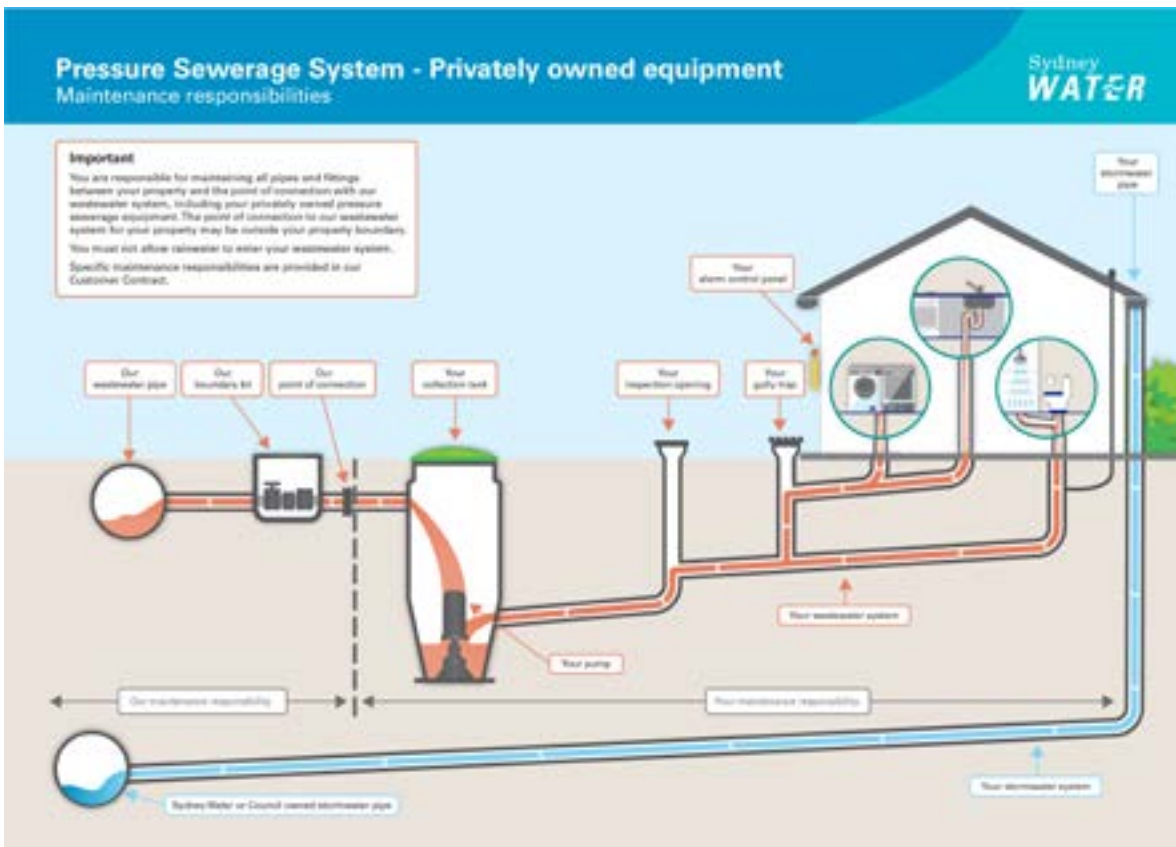 Pressure Sewerage System - Privately owned equipment
Maintenance responsibilities
Sydney
WATER
Important
You are responsible for maintaining all pipes and fittings
between your property and the point of connection with our
wastewater system, including your privately owned pressure
sewerage equipment. The point of connection to our wastewater
system for your property may be outside your property boundary.
You must not allow rainwater to enter your wastewater system.
Specific maintenance responsibilities are provided in our
Customer Contract.
Your
stormwater
pipe
Your
alarm control panel
Our
wastewater pipe
Our
boundary kit
Our
point of connection
Your
collection tank
Your
inspection opening
Your
gully trap
Your wastewater system
Your pump
Our maintenance responsibility
Your maintenance responsibility
Your stormwater system
Sydney Water or Council owned stormwater pipe